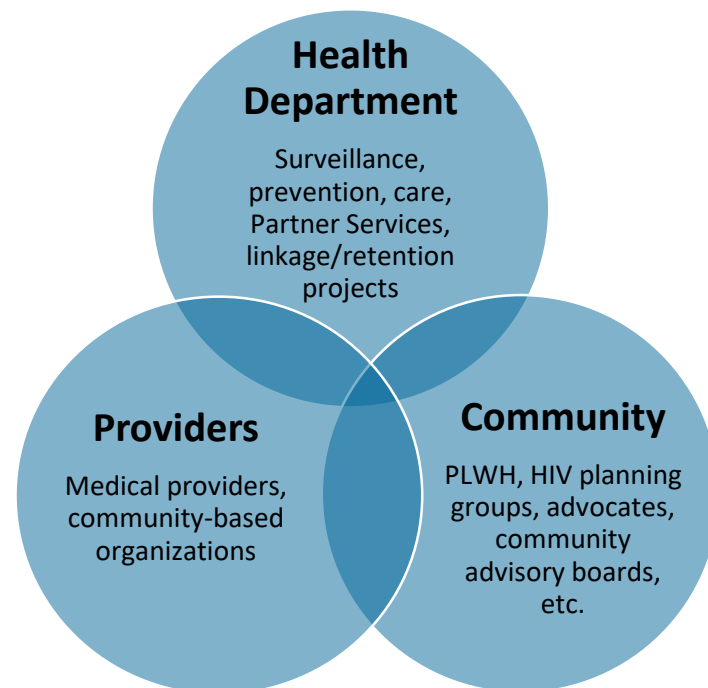 Health
Department
Surveillance,
prevention, care,
Partner Services,
linkage/retention
projects
Providers
Medical providers,
community-based
organizations
Community
PLWH, HIV planning
groups, advocates,
community
advisory boards,
etc.